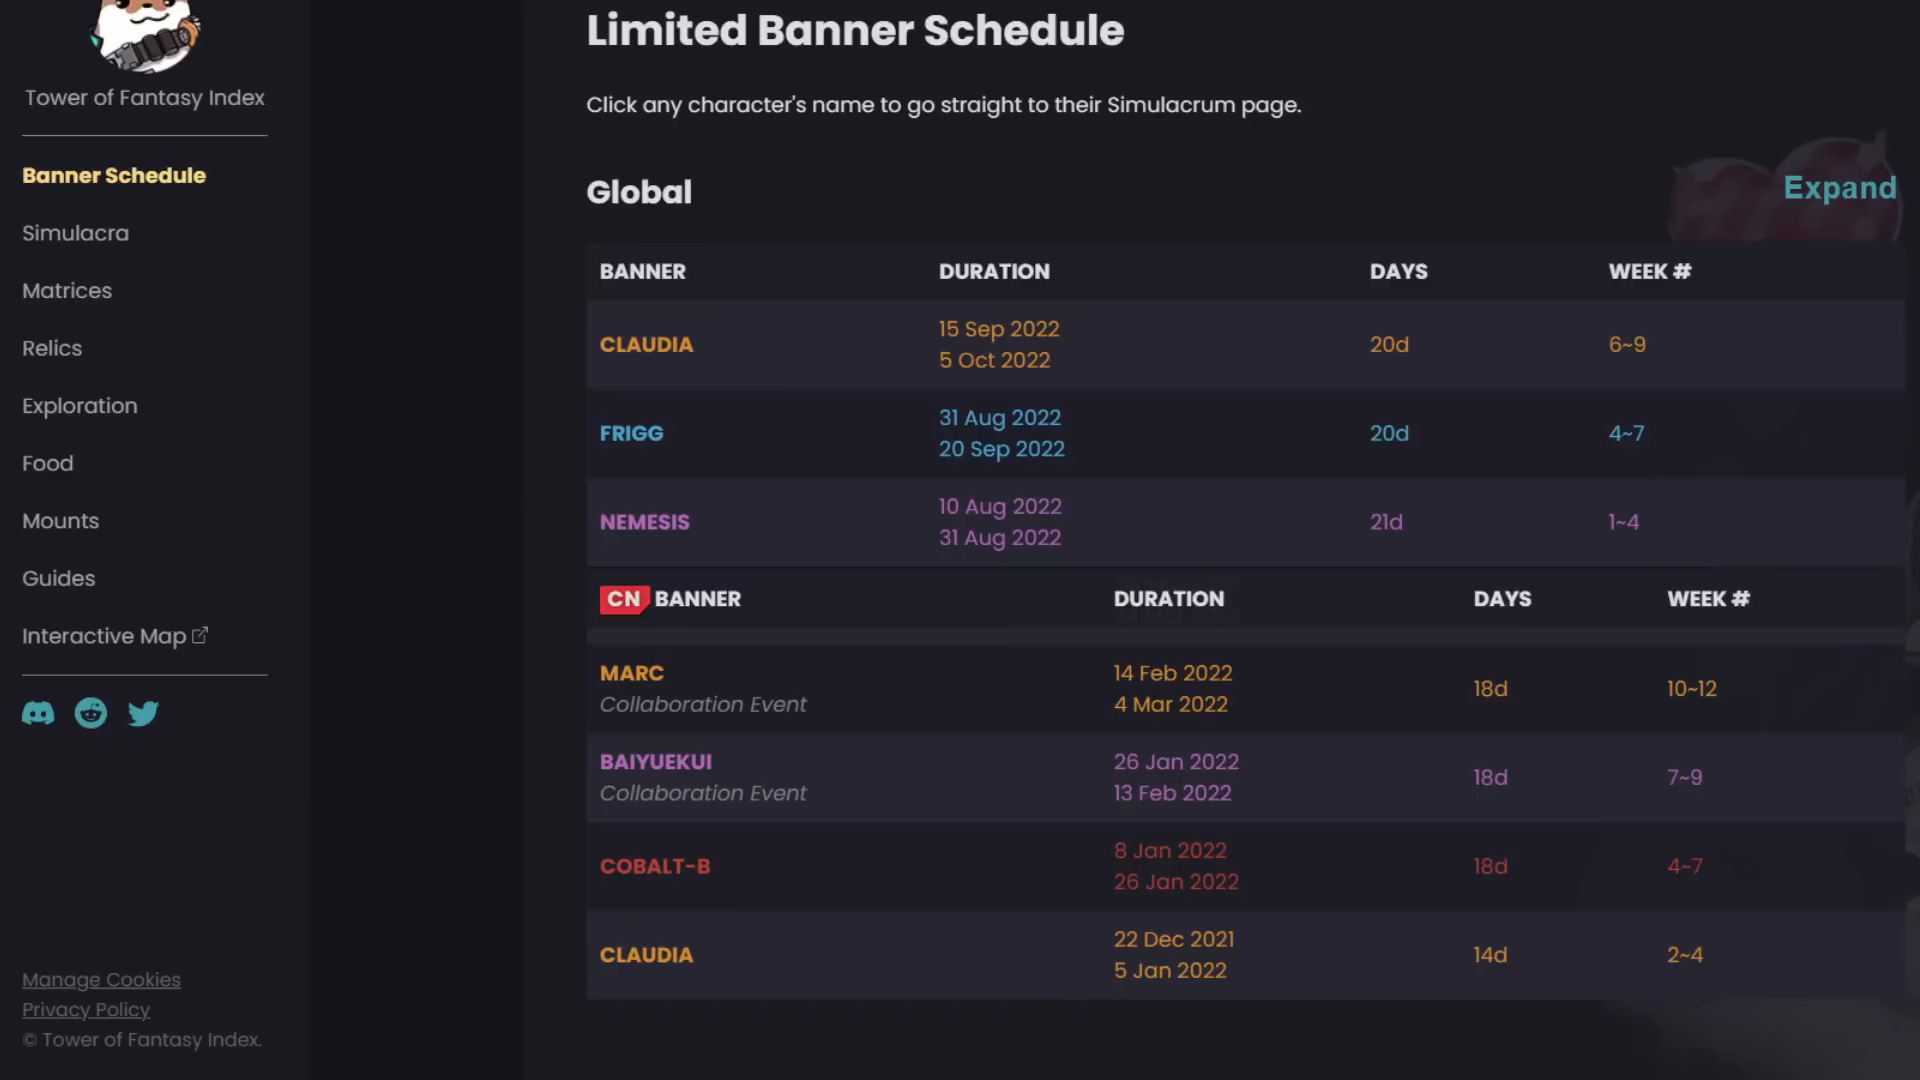 Tower of Fantasy Index
Banner Schedule
Simulacra
Matrices
Relics
Exploration
Food
Mounts
Guides
Interactive Map
Manage Cookies
Privacy Policy
© Tower of Fantasy Index.
Limited Banner Schedule
Click any character's name to go straight to their Simulacrum page.
Global
Expand
BANNER DURATION DAYS WEEK #
CLAUDIA 15 Sep 2022 5 Oct 2022 20d 6~9
FRIGG 31 Aug 2022 20 Sep 2022 20d 4~7
NEMESIS 10 Aug 2022 31 Aug 2022 21d 1~4
CN BANNER DURATION DAYS WEEK #
MARC Collaboration Event 14 Feb 2022 4 Mar 2022 18d 10~12
BAIYUEKUI Collaboration Event 26 Jan 2022 13 Feb 2022 18d 7~9
COBALT-B 8 Jan 2022 26 Jan 2022 18d 4~7
CLAUDIA 22 Dec 2021 5 Jan 2022 14d 2~4